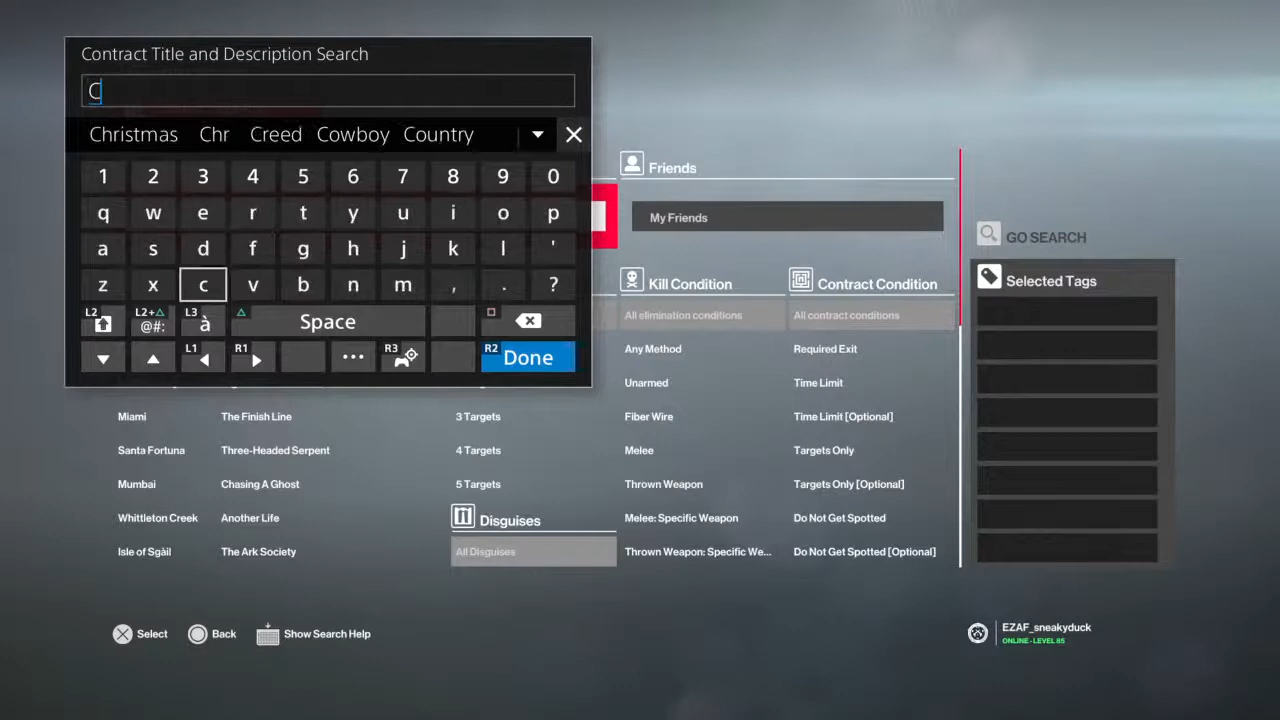 Contract Title and Description Search
C
Christmas Chr Creed Cowboy Country
1 2 3 4 5 6 7 8 9 0
q w e r t y u i o p
a s d f g h j k l '
z x c v b n m , . ?
L2 L2+△ @#: L3 à △ Space
L1 R1 ... R3 R2 Done
Friends
My Friends
GO SEARCH
Selected Tags
Kill Condition
All elimination conditions
Any Method
Unarmed
Fiber Wire
Melee
Thrown Weapon
Melee: Specific Weapon
Thrown Weapon: Specific We...
Contract Condition
All contract conditions
Required Exit
Time Limit
Time Limit [Optional]
Targets Only
Targets Only [Optional]
Do Not Get Spotted
Do Not Get Spotted [Optional]
Miami The Finish Line
Santa Fortuna Three-Headed Serpent
Mumbai Chasing A Ghost
Whittleton Creek Another Life
Isle of Sgàil The Ark Society
3 Targets
4 Targets
5 Targets
Disguises
All Disguises
Select Back Show Search Help
EZAF_sneakyduck
ONLINE - LEVEL 85